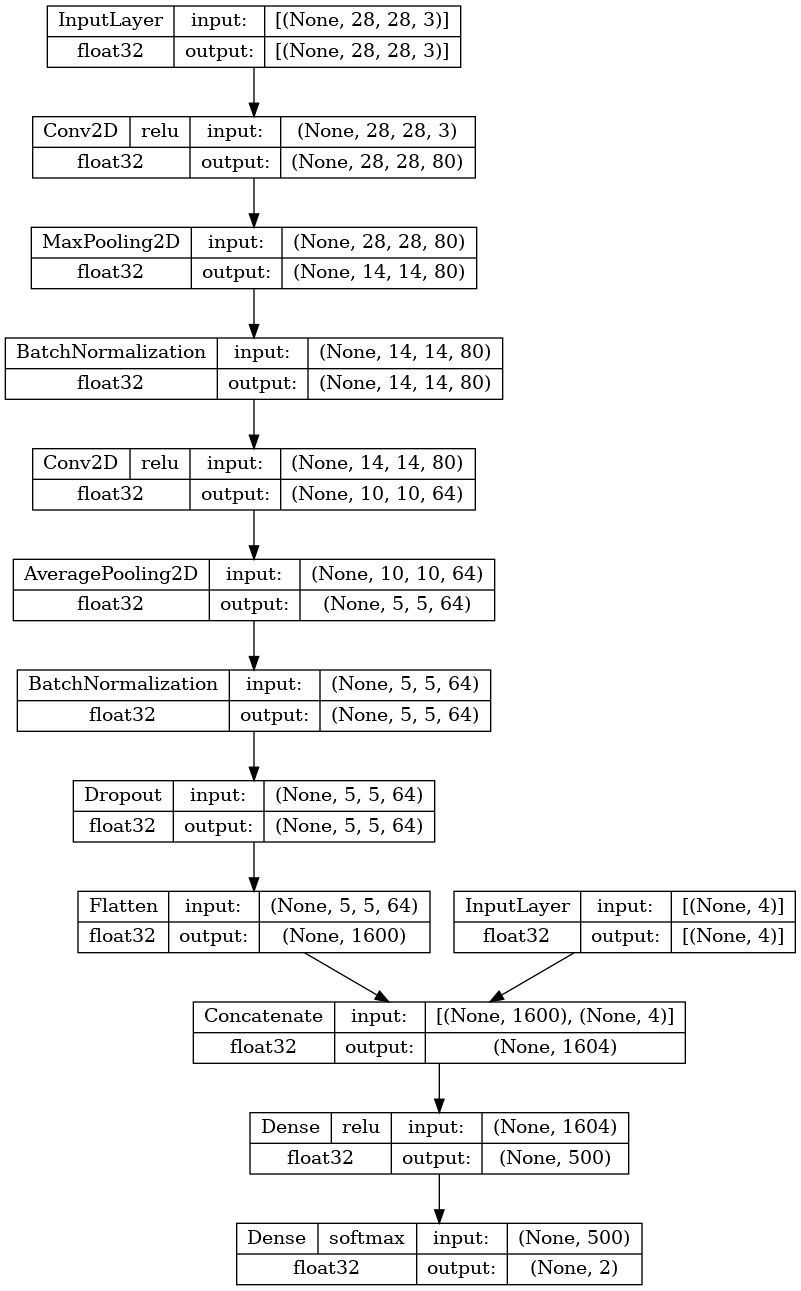 InputLayer input: [(None, 28, 28, 3)]
float32 output: [(None, 28, 28, 3)]
Conv2D relu input: (None, 28, 28, 3)
float32 output: (None, 28, 28, 80)
MaxPooling2D input: (None, 28, 28, 80)
float32 output: (None, 14, 14, 80)
BatchNormalization input: (None, 14, 14, 80)
float32 output: (None, 14, 14, 80)
Conv2D relu input: (None, 14, 14, 80)
float32 output: (None, 10, 10, 64)
AveragePooling2D input: (None, 10, 10, 64)
float32 output: (None, 5, 5, 64)
BatchNormalization input: (None, 5, 5, 64)
float32 output: (None, 5, 5, 64)
Dropout input: (None, 5, 5, 64)
float32 output: (None, 5, 5, 64)
Flatten input: (None, 5, 5, 64)
float32 output: (None, 1600)
InputLayer input: [(None, 4)]
float32 output: [(None, 4)]
Concatenate input: [(None, 1600), (None, 4)]
float32 output: (None, 1604)
Dense relu input: (None, 1604)
float32 output: (None, 500)
Dense softmax input: (None, 500)
float32 output: (None, 2)